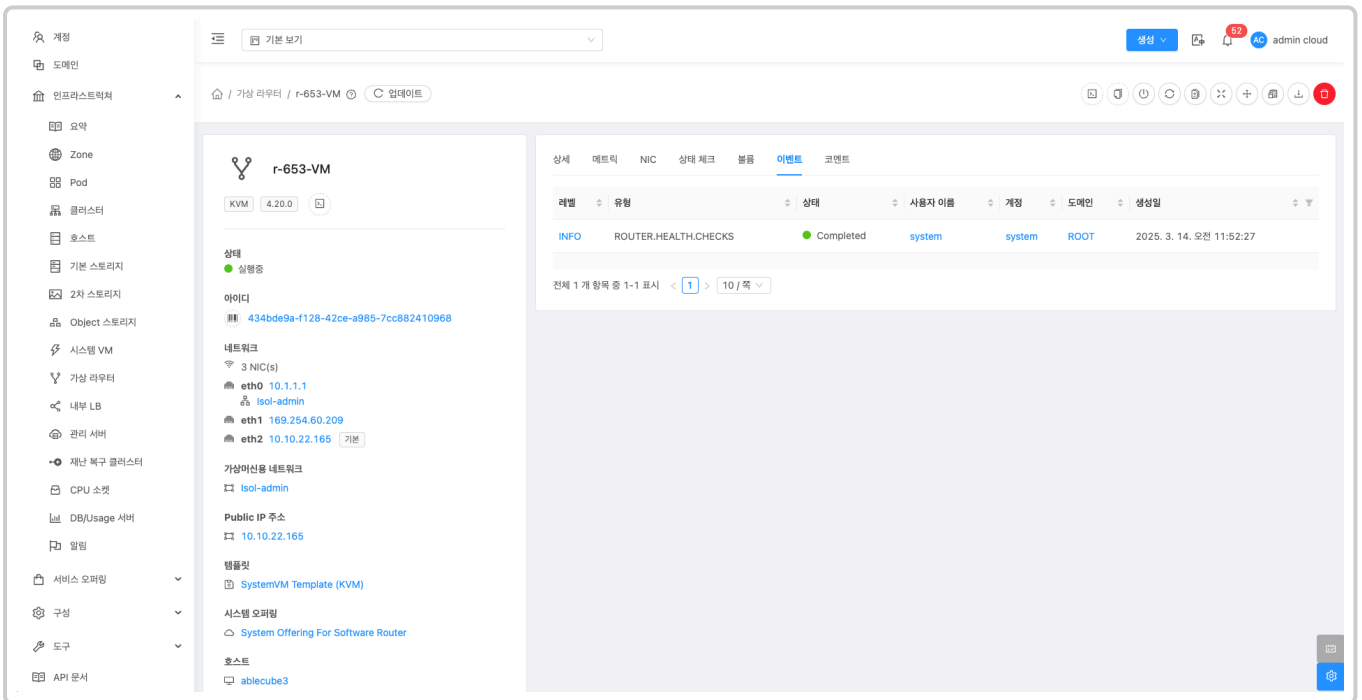 계정
도메인
인프라스트럭쳐
요약
Zone
Pod
클러스터
호스트
기본 스토리지
2차 스토리지
Object 스토리지
시스템 VM
가상 라우터
내부 LB
관리 서버
재난 복구 클러스터
CPU 소켓
DB/Usage 서버
알림
서비스 오퍼링
구성
도구
API 문서
기본 보기
생성
52
AC admin cloud
/ 가상 라우터 / r-653-VM 업데이트
r-653-VM
KVM 4.20.0
상태
실행중
아이디
434bde9a-f128-42ce-a985-7cc882410968
네트워크
3 NIC(s)
eth0 10.1.1.1
Isol-admin
eth1 169.254.60.209
eth2 10.10.22.165 기본
가상머신용 네트워크
Isol-admin
Public IP 주소
10.10.22.165
템플릿
SystemVM Template (KVM)
시스템 오퍼링
System Offering For Software Router
호스트
ablecube3
상세 메트릭 NIC 상태 체크 볼륨 이벤트 코멘트
레벨 유형 상태 사용자 이름 계정 도메인 생성일
INFO ROUTER.HEALTH.CHECKS Completed system system ROOT 2025. 3. 14. 오전 11:52:27
전체 1 개 항목 중 1-1 표시 < 1 > 10 / 쪽